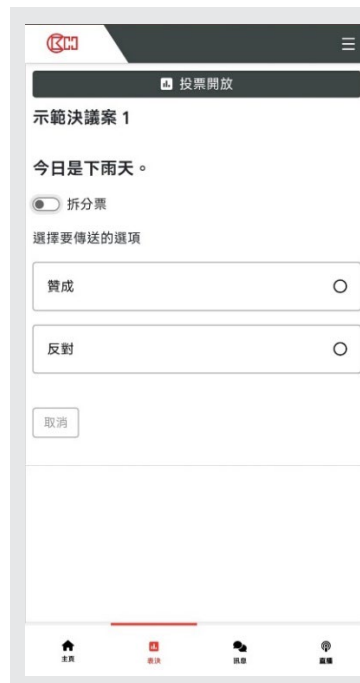 投票開放
示範決議案 1
今日是下雨天。
拆分票
選擇要傳送的選項
贊成
反對
取消
主頁
表決
訊息
直播